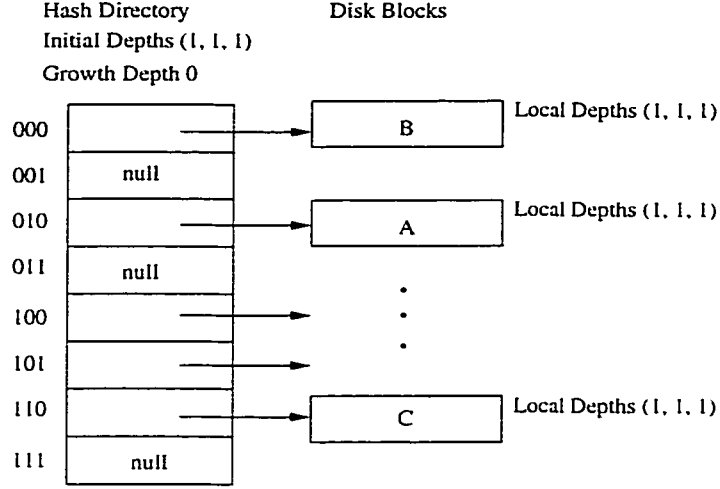 Hash Directory
Disk Blocks
Initial Depths (1, 1, 1)
Growth Depth 0
000
B
Local Depths (1, 1, 1)
001
null
010
A
Local Depths (1, 1, 1)
011
null
100
101
110
C
Local Depths (1, 1, 1)
111
null